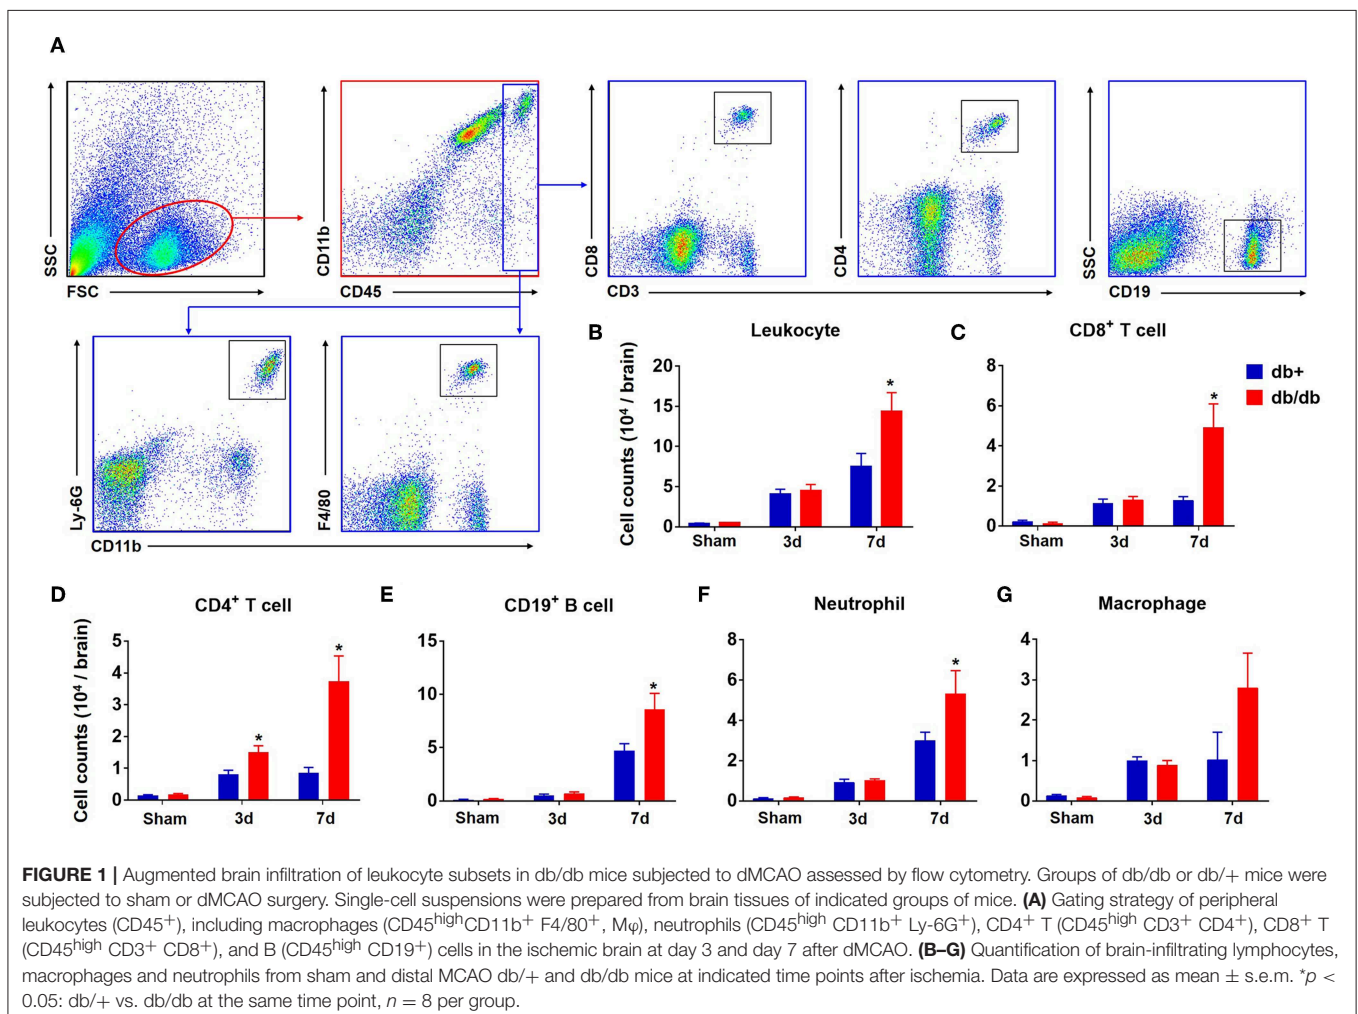 A
SSC
FSC
CD11b
CD45
CD8
CD3
CD4
SSC
CD19
Ly-6G
CD11b
F4/80
B
Leukocyte
Cell counts (10⁴ / brain)
20
15
10
5
0
*
Sham 3d 7d
C
CD8⁺ T cell
8
6
4
2
0
*
Sham 3d 7d
db+
db/db
D
CD4⁺ T cell
Cell counts (10⁴ / brain)
5
4
3
2
1
0
*
*
Sham 3d 7d
E
CD19⁺ B cell
15
10
5
0
*
Sham 3d 7d
F
Neutrophil
8
6
4
2
0
*
Sham 3d 7d
G
Macrophage
4
3
2
1
0
Sham 3d 7d
FIGURE 1 | Augmented brain infiltration of leukocyte subsets in db/db mice subjected to dMCAO assessed by flow cytometry. Groups of db/db or db/+ mice were
subjected to sham or dMCAO surgery. Single-cell suspensions were prepared from brain tissues of indicated groups of mice. (A) Gating strategy of peripheral
leukocytes (CD45+), including macrophages (CD45ʰⁱᵍʰCD11b+ F4/80+, Mφ), neutrophils (CD45ʰⁱᵍʰ CD11b+ Ly-6G+), CD4+ T (CD45ʰⁱᵍʰ CD3+ CD4+), CD8+ T
(CD45ʰⁱᵍʰ CD3+ CD8+), and B (CD45ʰⁱᵍʰ CD19+) cells in the ischemic brain at day 3 and day 7 after dMCAO. (B–G) Quantification of brain-infiltrating lymphocytes,
macrophages and neutrophils from sham and distal MCAO db/+ and db/db mice at indicated time points after ischemia. Data are expressed as mean ± s.e.m. *p <
0.05: db/+ vs. db/db at the same time point, n = 8 per group.